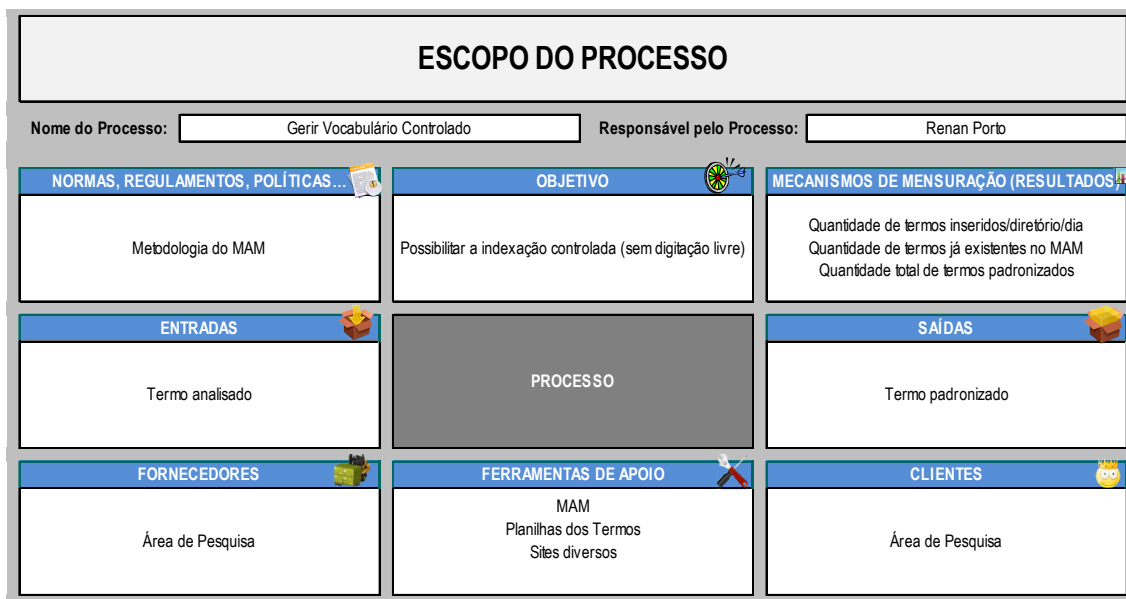 ESCOPO DO PROCESSO
Nome do Processo: Gerir Vocabulário Controlado Responsável pelo Processo: Renan Porto
NORMAS, REGULAMENTOS, POLÍTICAS...
Metodologia do MAM
OBJETIVO
Possibilitar a indexação controlada (sem digitação livre)
MECANISMOS DE MENSURAÇÃO (RESULTADOS)
Quantidade de termos inseridos/diretório/dia
Quantidade de termos já existentes no MAM
Quantidade total de termos padronizados
ENTRADAS
Termo analisado
PROCESSO
SAÍDAS
Termo padronizado
FORNECEDORES
Área de Pesquisa
FERRAMENTAS DE APOIO
MAM
Planilhas dos Termos
Sites diversos
CLIENTES
Área de Pesquisa